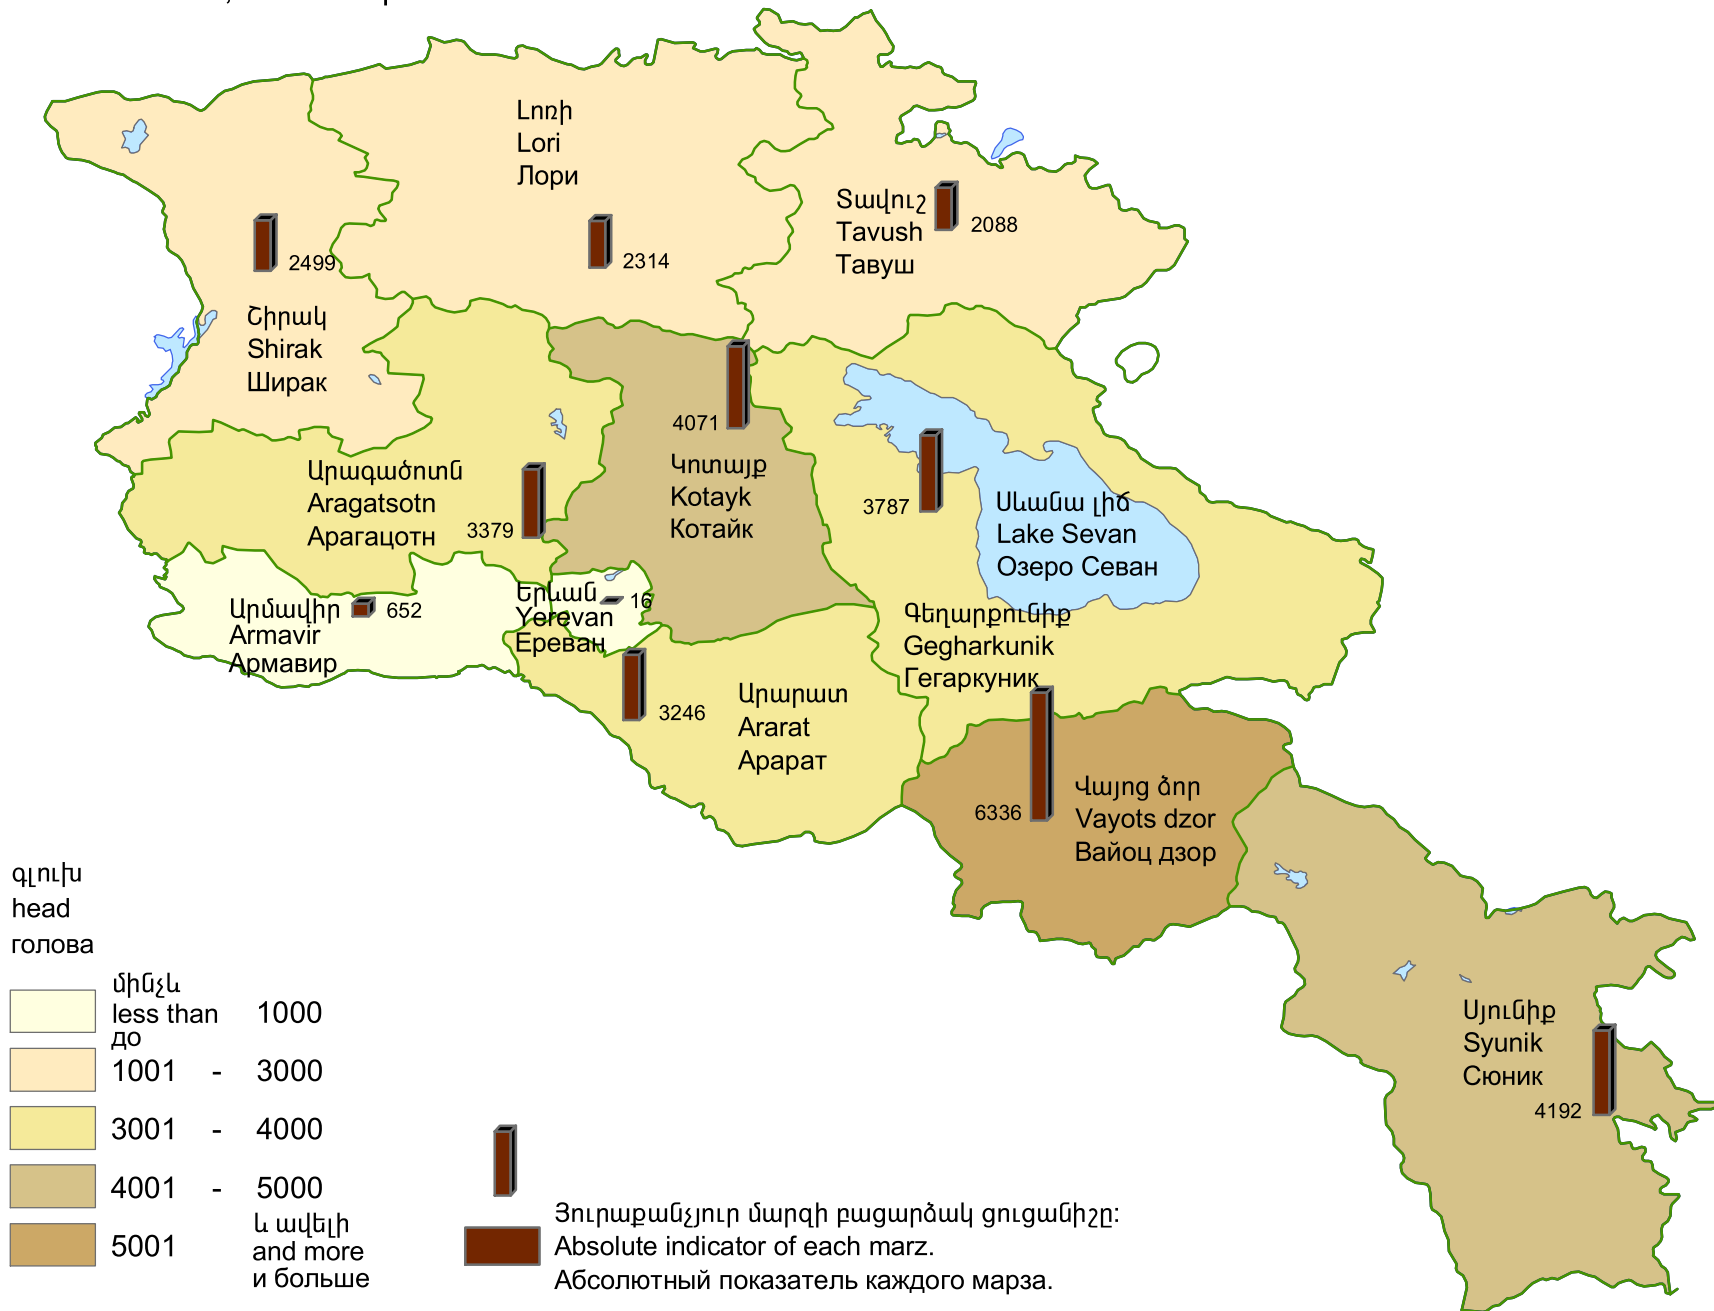 Լոռի
Lori
Лори
Տավուշ
Tavush
Тавуш
2088
2499
2314
Շիրակ
Shirak
Ширак
4071
Կոտայք
Kotayk
Котайк
Արագածոտն
Aragatsotn
Арагацотн
3379
3787
Սևանա լիճ
Lake Sevan
Озеро Севан
Երևան
Yerevan
Ереван
16
Արմավիր
Armavir
Армавир
652
Գեղարքունիք
Gegharkunik
Гегаркуник
3246
Արարատ
Ararat
Арарат
6336
Վայոց ձոր
Vayots dzor
Вайоц дзор
Սյունիք
Syunik
Сюник
4192
գլուխ
head
голова
մինչև
less than 1000
до
1001 - 3000
3001 - 4000
4001 - 5000
և ավելի
5001 and more
и больше
Յուրաքանչյուր մարզի բացարձակ ցուցանիշը:
Absolute indicator of each marz.
Абсолютный показатель каждого марза.